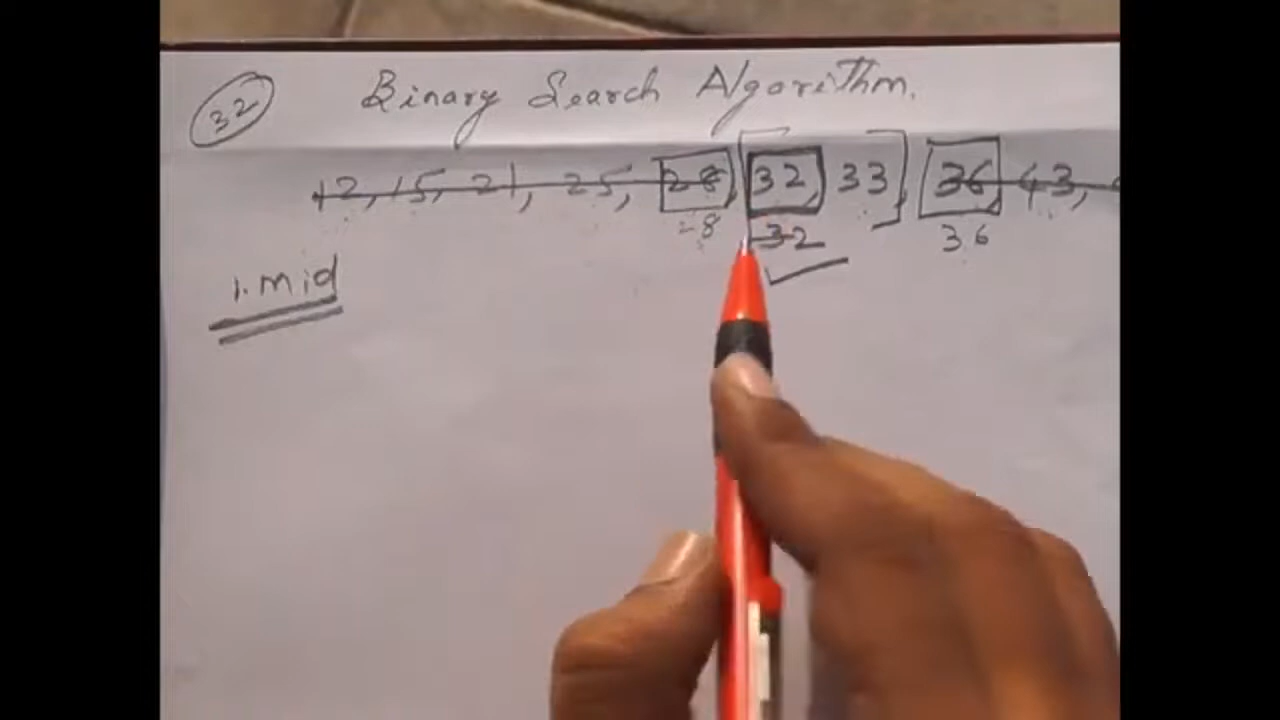 32 Binary Search Algorithm.
12, 15, 21, 25, 28, 32, 33, 36, 43,
28 32 36
1. Mid